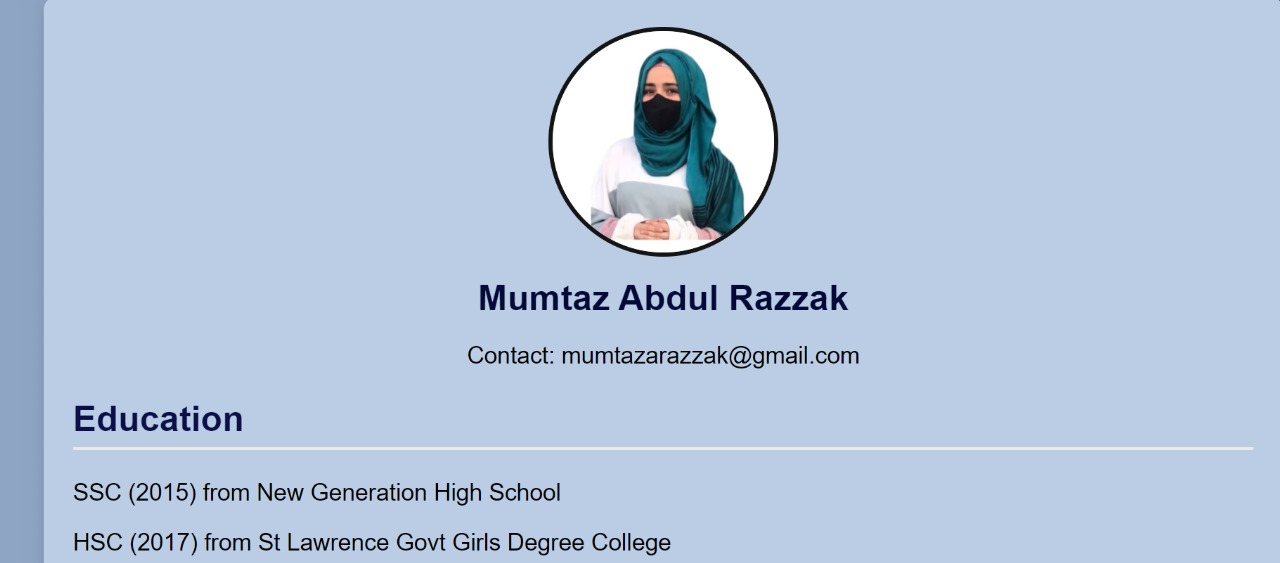 Mumtaz Abdul Razzak
Contact: mumtazarazzak@gmail.com
Education
SSC (2015) from New Generation High School
HSC (2017) from St Lawrence Govt Girls Degree College